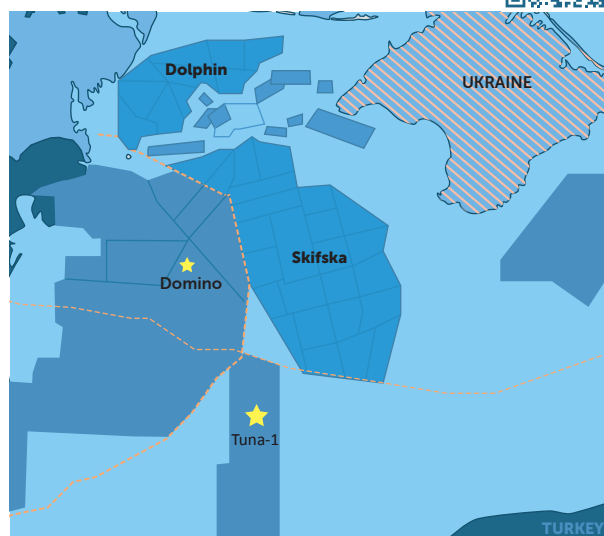 Dolphin
UKRAINE
Skifska
Domino
Tuna-1
TURKEY